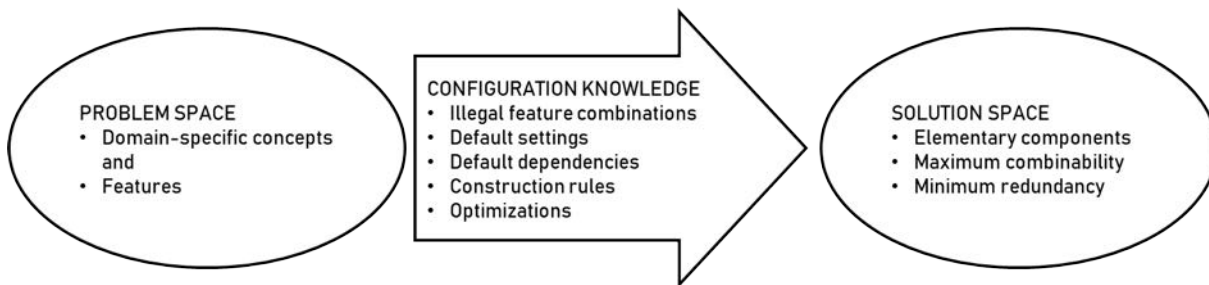 PROBLEM SPACE
• Domain-specific concepts
and
• Features
CONFIGURATION KNOWLEDGE
• Illegal feature combinations
• Default settings
• Default dependencies
• Construction rules
• Optimizations
SOLUTION SPACE
• Elementary components
• Maximum combinability
• Minimum redundancy